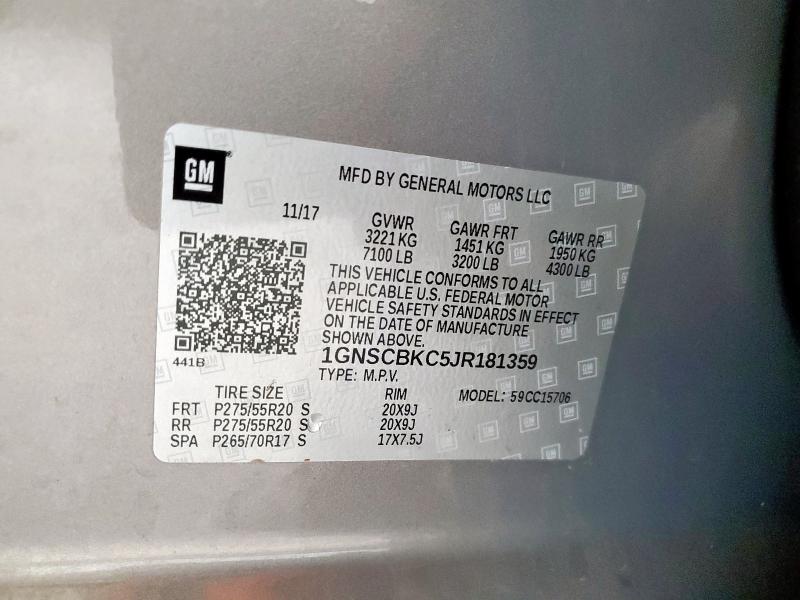 GM
MFD BY GENERAL MOTORS LLC
11/17
GVWR GAWR FRT GAWR RR
3221 KG 1451 KG 1950 KG
7100 LB 3200 LB 4300 LB
THIS VEHICLE CONFORMS TO ALL
APPLICABLE U.S. FEDERAL MOTOR
VEHICLE SAFETY STANDARDS IN EFFECT
ON THE DATE OF MANUFACTURE
SHOWN ABOVE.
441B
1GNSCBKC5JR181359
TYPE: M.P.V.
TIRE SIZE RIM MODEL: 59CC15706
FRT P275/55R20 S 20X9J
RR P275/55R20 S 20X9J
SPA P265/70R17 S 17X7.5J